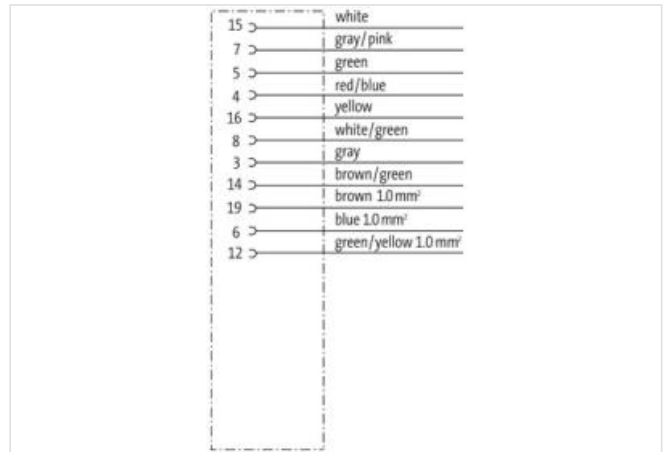 15 white
7 gray/pink
5 green
4 red/blue
16 yellow
8 white/green
3 gray
14 brown/green
19 brown 1.0 mm²
6 blue 1.0 mm²
12 green/yellow 1.0 mm²